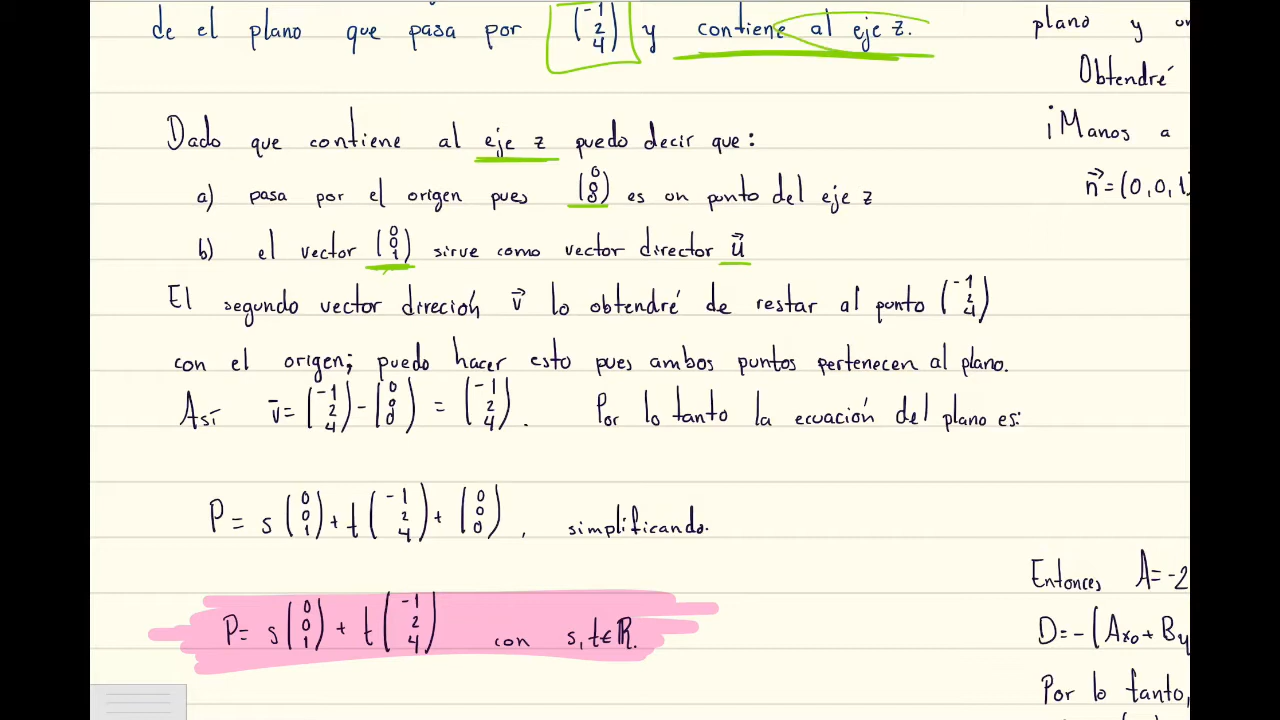 de el plano que pasa por (-1 2 4) y contiene al eje z.
Dado que contiene al eje z puedo decir que:
a) pasa por el origen pues (0 0 0) es un punto del eje z
b) el vector (0 0 1) sirve como vector director u⃗
El segundo vector direción v⃗ lo obtendré de restar al punto (-1 2 4)
con el origen; puedo hacer esto pues ambos puntos pertenecen al plano.
Así v̄ = (-1 2 4) - (0 0 0) = (-1 2 4). Por lo tanto la ecuación del plano es:
P = s (0 0 1) + t (-1 2 4) + (0 0 0), simplificando.
P = s (0 0 1) + t (-1 2 4) con s, t ∈ ℝ.
plano y un
Obtendré
¡Manos a
n⃗ = (0, 0, 1)
Entonces A = -2
D = - (Ax₀ + By
Por lo tanto,